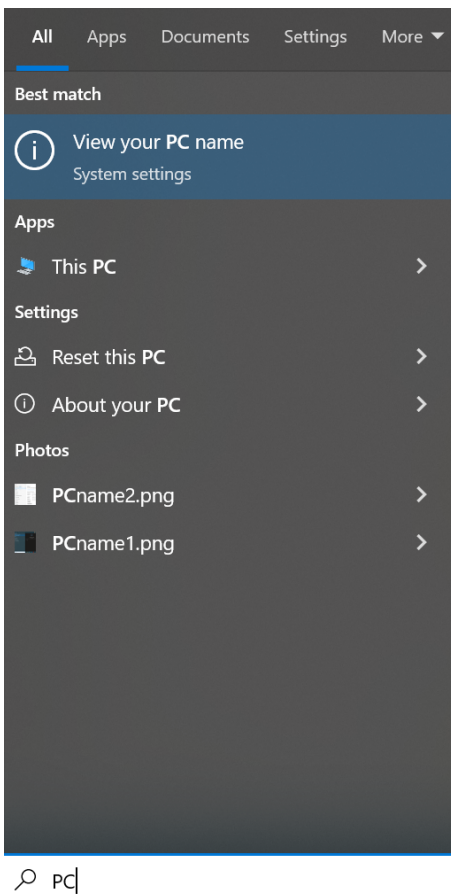 All Apps Documents Settings More
Best match
View your PC name
System settings
Apps
This PC
Settings
Reset this PC
About your PC
Photos
PCname2.png
PCname1.png
PC